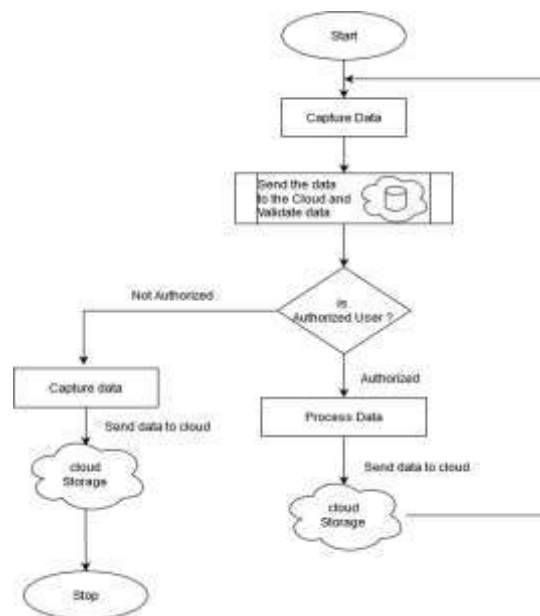 Start
Capture Data
Send the data
to the Cloud and
Validate data
is
Authorized User ?
Not Authorized
Authorized
Capture data
Process Data
Send data to cloud
Send data to cloud
cloud
Storage
cloud
Storage
Stop